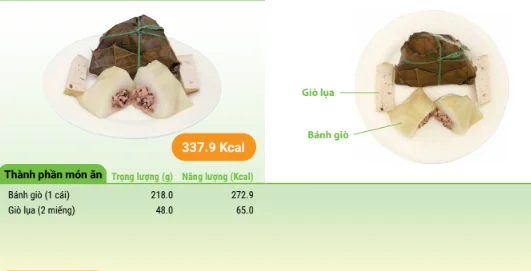 Giò lụa
Bánh giò
337.9 Kcal
Thành phần món ăn Trọng lượng (g) Năng lượng (Kcal)
Bánh giò (1 cái) 218.0 272.9
Giò lụa (2 miếng) 48.0 65.0